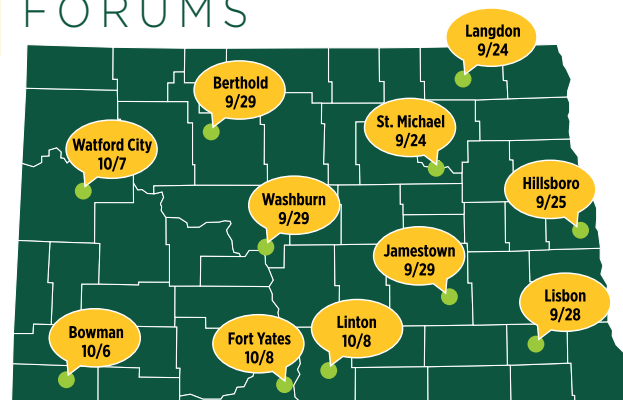 FORUMS
Langdon
9/24
Berthold
9/29
St. Michael
9/24
Watford City
10/7
Hillsboro
9/25
Washburn
9/29
Jamestown
9/29
Lisbon
9/28
Bowman
10/6
Fort Yates
10/8
Linton
10/8